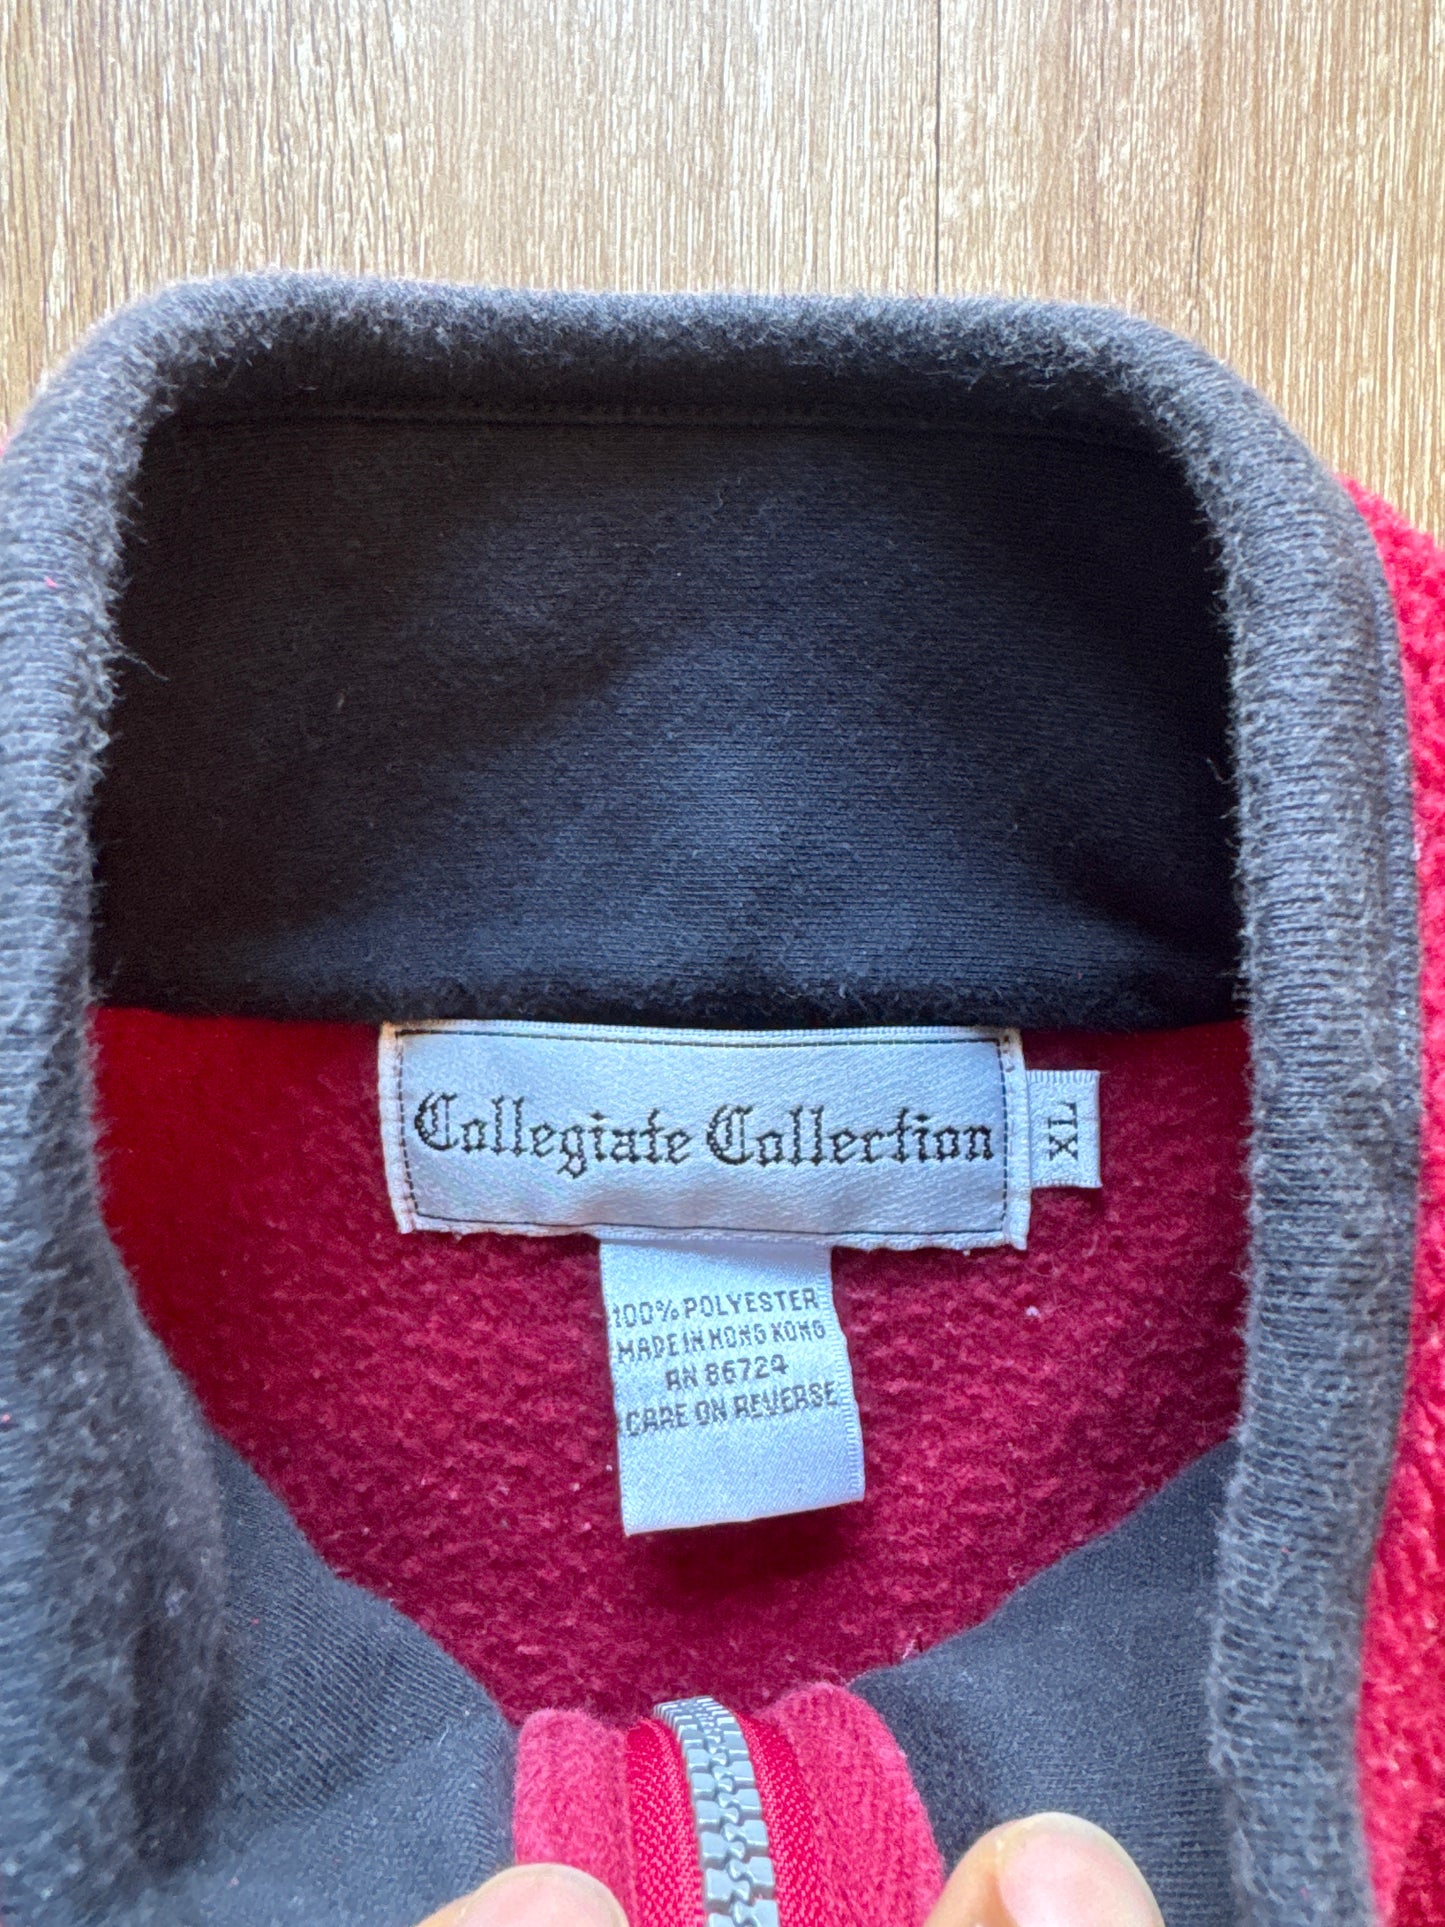 Collegiate Collection
XL
100% POLYESTER
MADE IN HONG KONG
RN 86724
CARE ON REVERSE